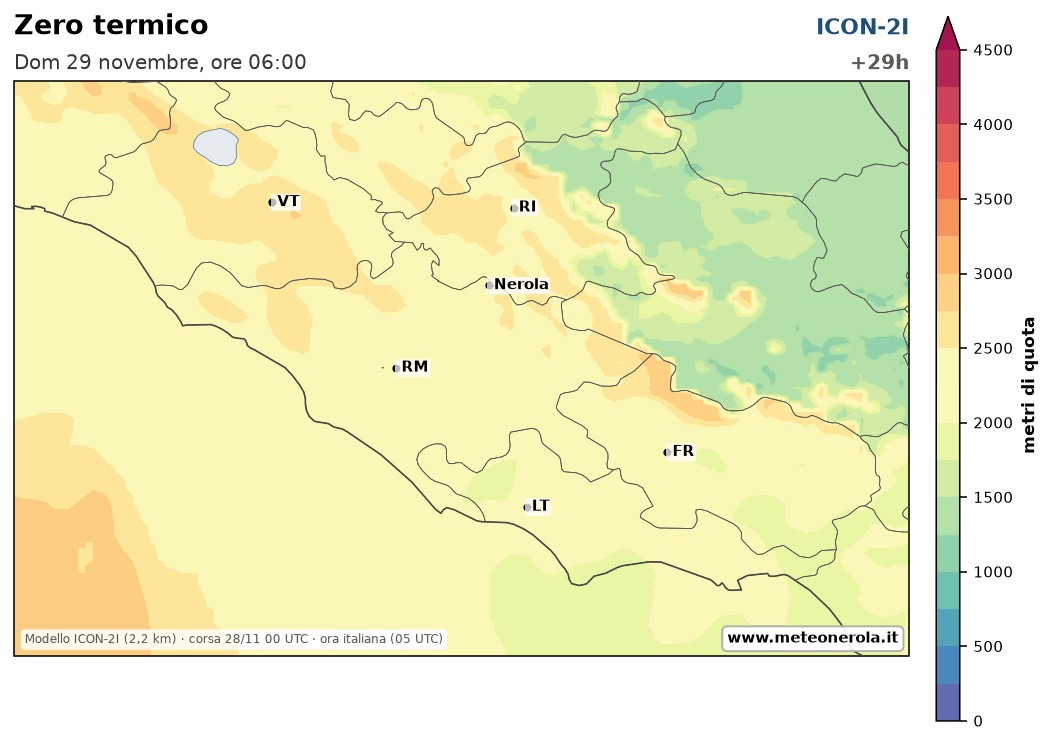 Zero termico
ICON-2I
Dom 29 novembre, ore 06:00
+29h
4500
4000
3500
3000
2500
2000
1500
1000
500
0
metri di quota
VT
RI
Nerola
RM
FR
LT
Modello ICON-2I (2,2 km) · corsa 28/11 00 UTC · ora italiana (05 UTC)
www.meteonerola.it